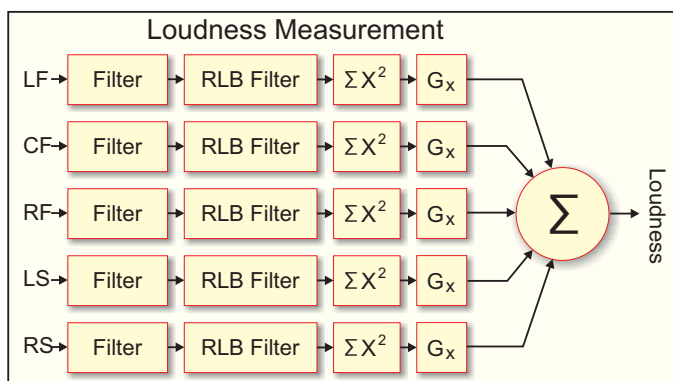 Loudness Measurement
LF Filter RLB Filter ΣX² Gx
CF Filter RLB Filter ΣX² Gx
RF Filter RLB Filter ΣX² Gx Σ Loudness
LS Filter RLB Filter ΣX² Gx
RS Filter RLB Filter ΣX² Gx